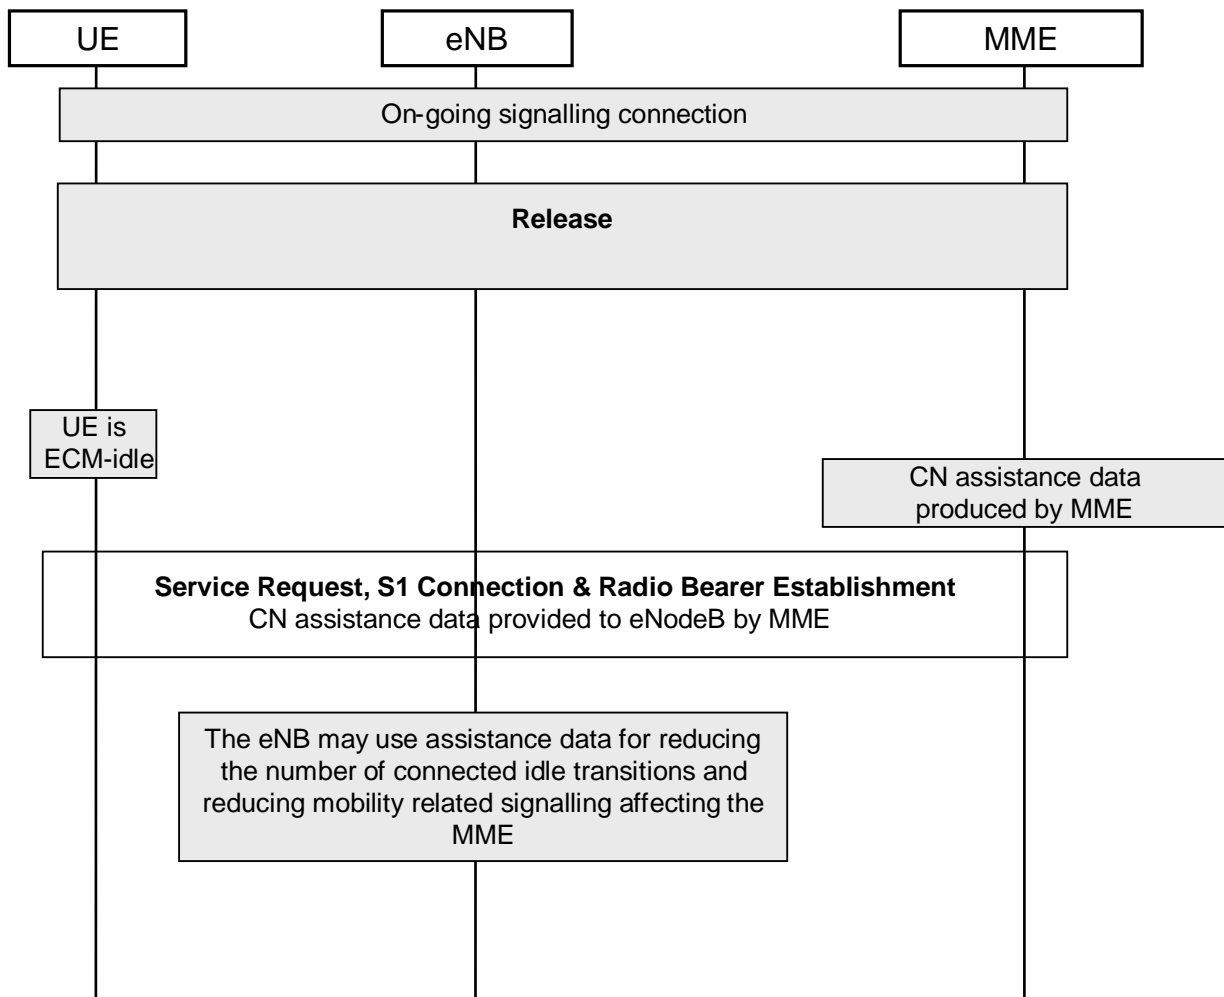 UE
eNB
MME
On-going signalling connection
Release
UE is
ECM-idle
CN assistance data
produced by MME
Service Request, S1 Connection & Radio Bearer Establishment
CN assistance data provided to eNodeB by MME
The eNB may use assistance data for reducing
the number of connected idle transitions and
reducing mobility related signalling affecting the
MME